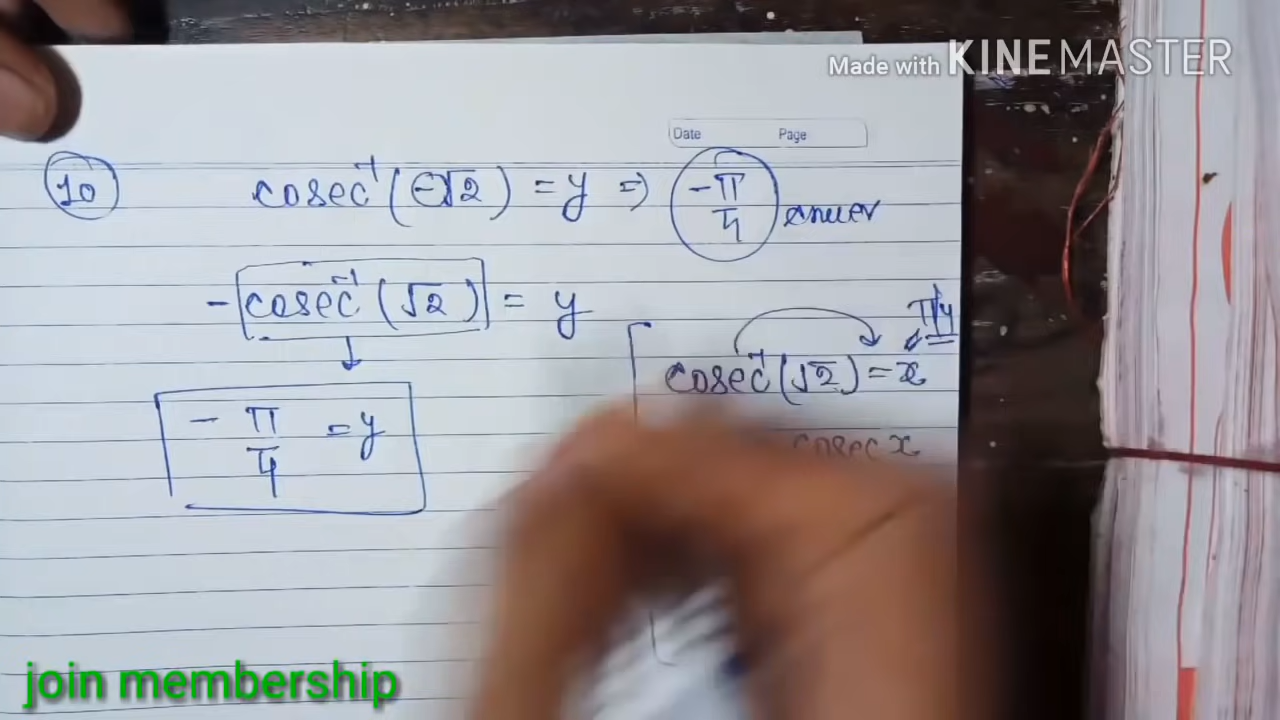 Made with KINEMASTER
Date Page
10 cosec⁻¹(-√2) = y ⇒ -π/4 answer
-cosec⁻¹(√2) = y
π/4
cosec⁻¹(√2) = x
-π/4 = y
cosec x
join membership